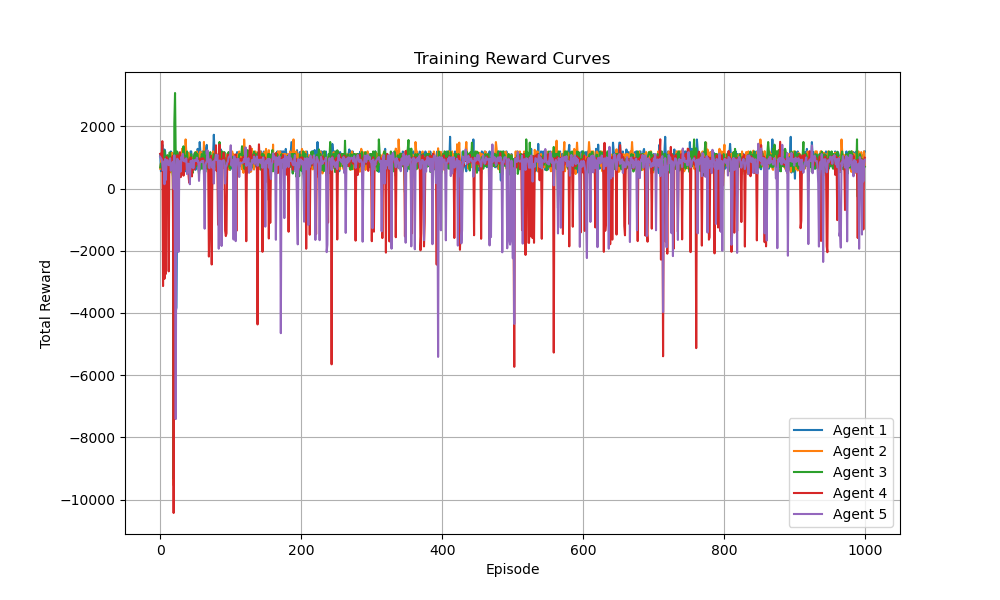 Training Reward Curves
2000
0
−2000
−4000
−6000
−8000
−10000
Total Reward
0 200 400 600 800 1000
Episode
Agent 1
Agent 2
Agent 3
Agent 4
Agent 5